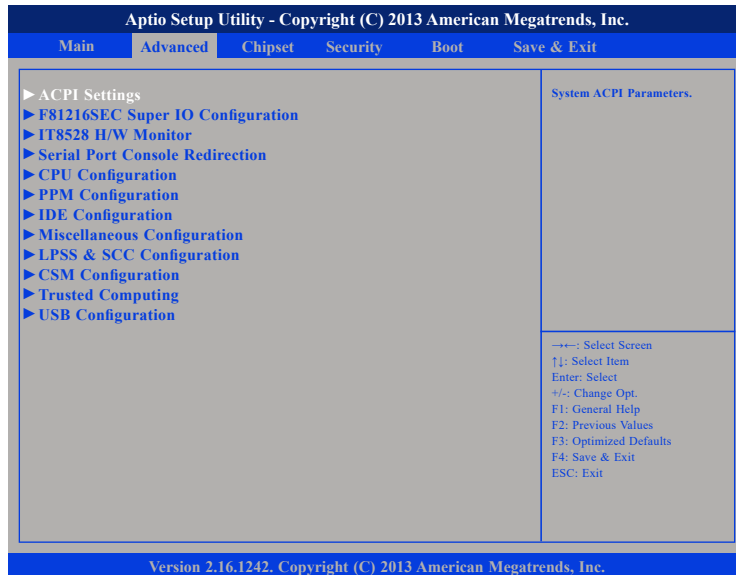 Aptio Setup Utility - Copyright (C) 2013 American Megatrends, Inc.
Main Advanced Chipset Security Boot Save & Exit
►ACPI Settings
►F81216SEC Super IO Configuration
►IT8528 H/W Monitor
►Serial Port Console Redirection
►CPU Configuration
►PPM Configuration
►IDE Configuration
►Miscellaneous Configuration
►LPSS & SCC Configuration
►CSM Configuration
►Trusted Computing
►USB Configuration
System ACPI Parameters.
→←: Select Screen
↑↓: Select Item
Enter: Select
+/-: Change Opt.
F1: General Help
F2: Previous Values
F3: Optimized Defaults
F4: Save & Exit
ESC: Exit
Version 2.16.1242. Copyright (C) 2013 American Megatrends, Inc.